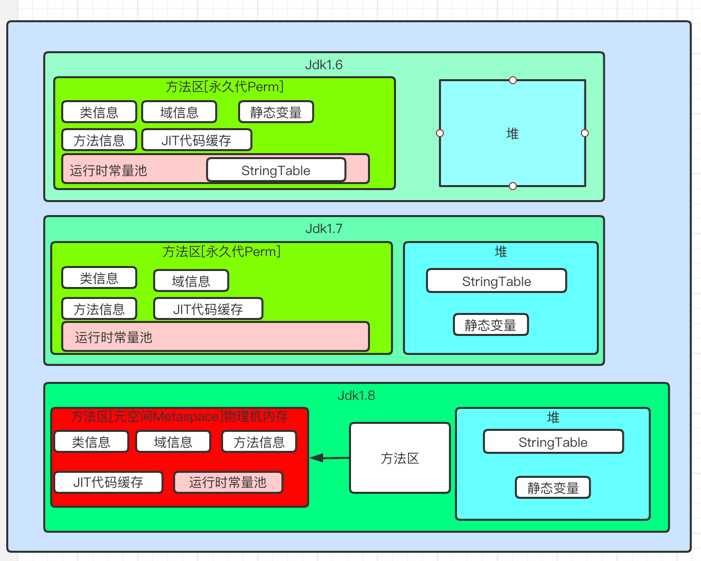 Jdk1.6
方法区[永久代Perm]
类信息
域信息
静态变量
方法信息
JIT代码缓存
运行时常量池
StringTable
堆
Jdk1.7
方法区[永久代Perm]
类信息
域信息
方法信息
JIT代码缓存
运行时常量池
堆
StringTable
静态变量
Jdk1.8
方法区[元空间Metaspace]物理机内存
类信息
域信息
方法信息
JIT代码缓存
运行时常量池
方法区
堆
StringTable
静态变量